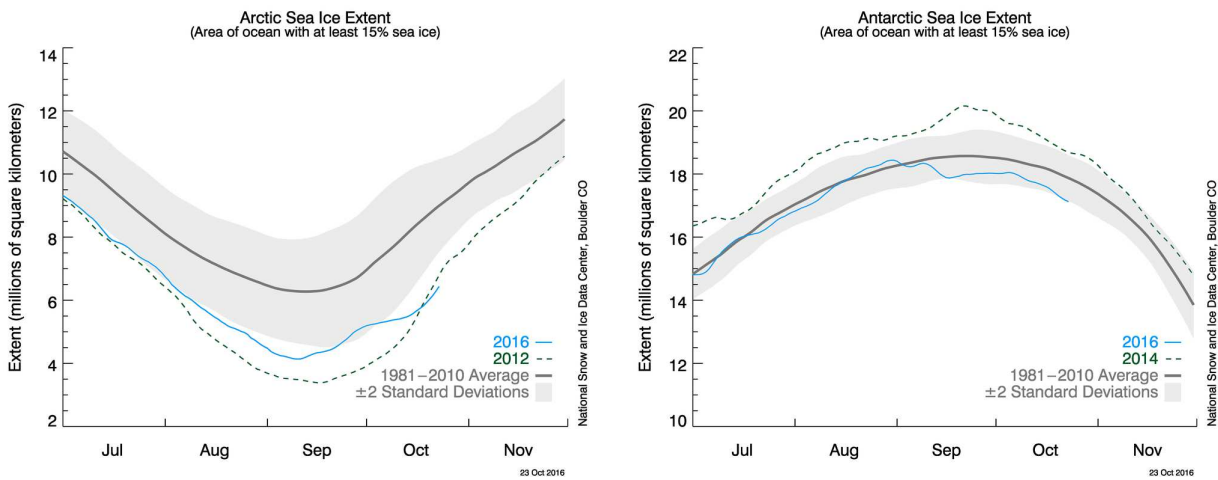 Arctic Sea Ice Extent
(Area of ocean with at least 15% sea ice)
Extent (millions of square kilometers)
14
12
10
8
6
4
2
Jul
Aug
Sep
Oct
Nov
2016
2012
1981–2010 Average
±2 Standard Deviations
National Snow and Ice Data Center, Boulder CO
23 Oct 2016
Antarctic Sea Ice Extent
(Area of ocean with at least 15% sea ice)
Extent (millions of square kilometers)
22
20
18
16
14
12
10
Jul
Aug
Sep
Oct
Nov
2016
2014
1981–2010 Average
±2 Standard Deviations
National Snow and Ice Data Center, Boulder CO
23 Oct 2016